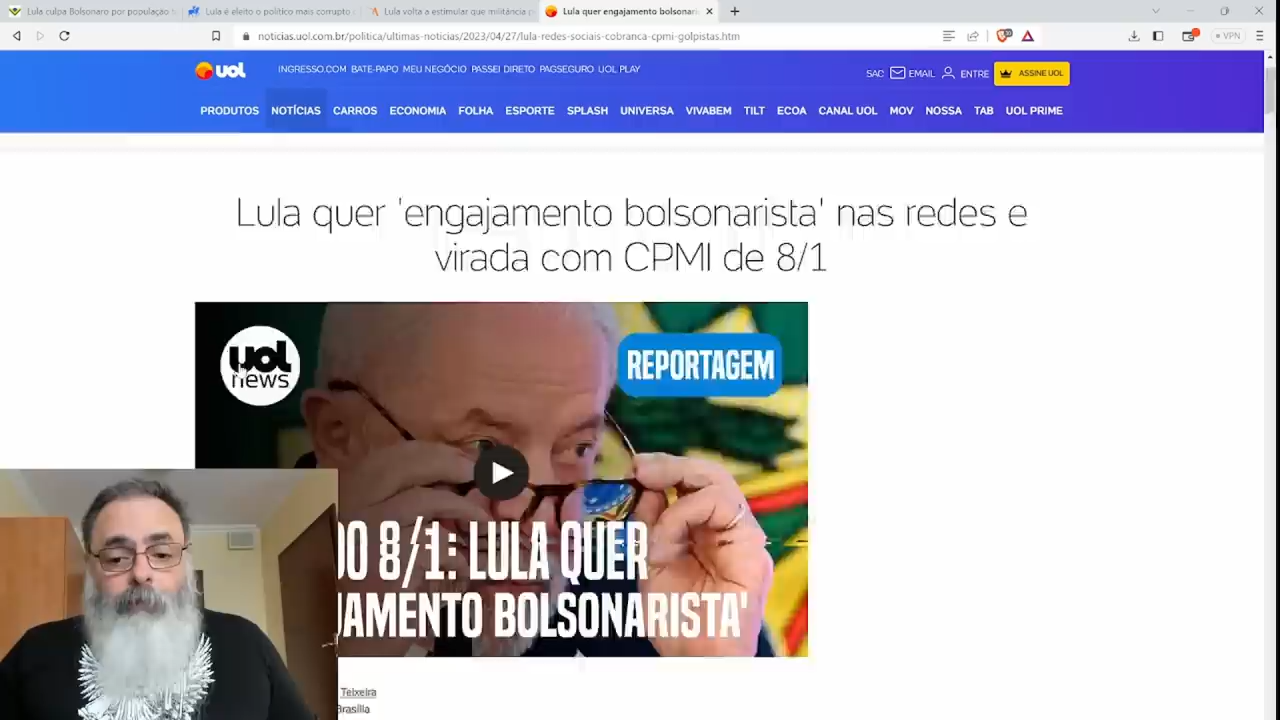 Lula culpa Bolsonaro por população
Lula é eleito o político mais corrupto
Lula volta a estimular que militância
Lula quer engajamento bolsonari
noticias.uol.com.br/politica/ultimas-noticias/2023/04/27/lula-redes-sociais-cobranca-cpmi-golpistas.htm
VPN
UOL INGRESSO.COM BATE-PAPO MEU NEGÓCIO PASSEI DIRETO PAGSEGURO UOL PLAY SAC EMAIL ENTRE ASSINE UOL
PRODUTOS NOTÍCIAS CARROS ECONOMIA FOLHA ESPORTE SPLASH UNIVERSA VIVABEM TILT ECOA CANAL UOL MOV NOSSA TAB UOL PRIME
Lula quer 'engajamento bolsonarista' nas redes e
virada com CPMI de 8/1
uol
news
REPORTAGEM
DO 8/1: LULA QUER
JAMENTO BOLSONARISTA'
Teixeira
Brasília